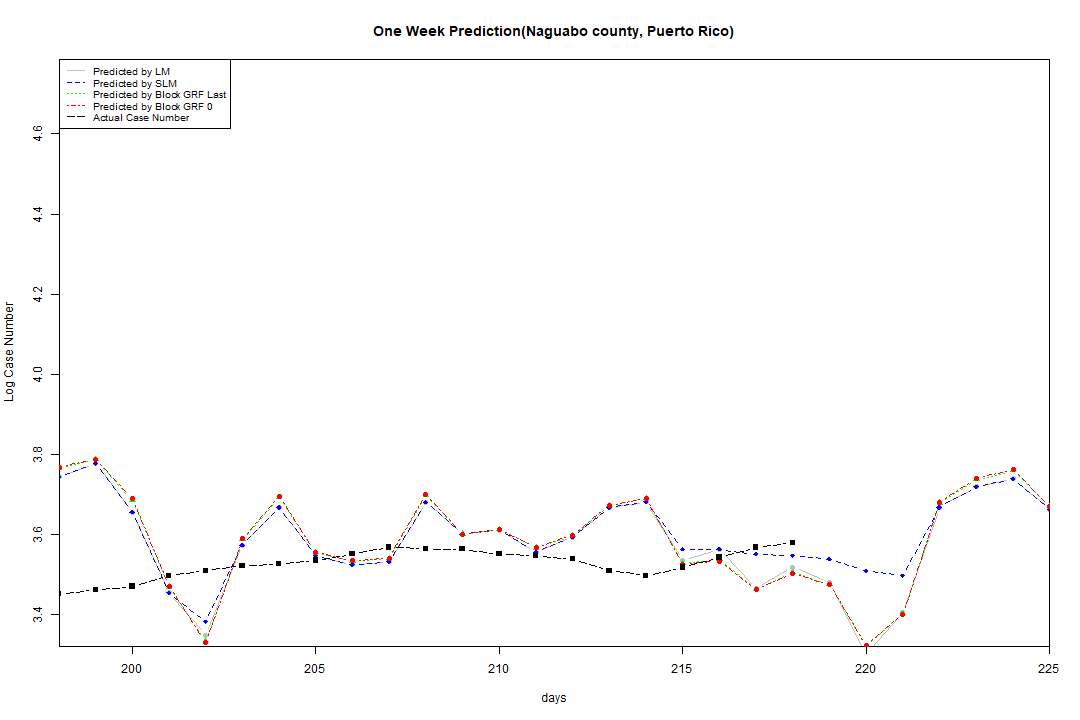 One Week Prediction(Naguabo county, Puerto Rico)
Predicted by LM
Predicted by SLM
Predicted by Block GRF Last
Predicted by Block GRF 0
Actual Case Number
4.6
4.4
4.2
4.0
3.8
3.6
3.4
Log Case Number
200
205
210
215
220
225
days